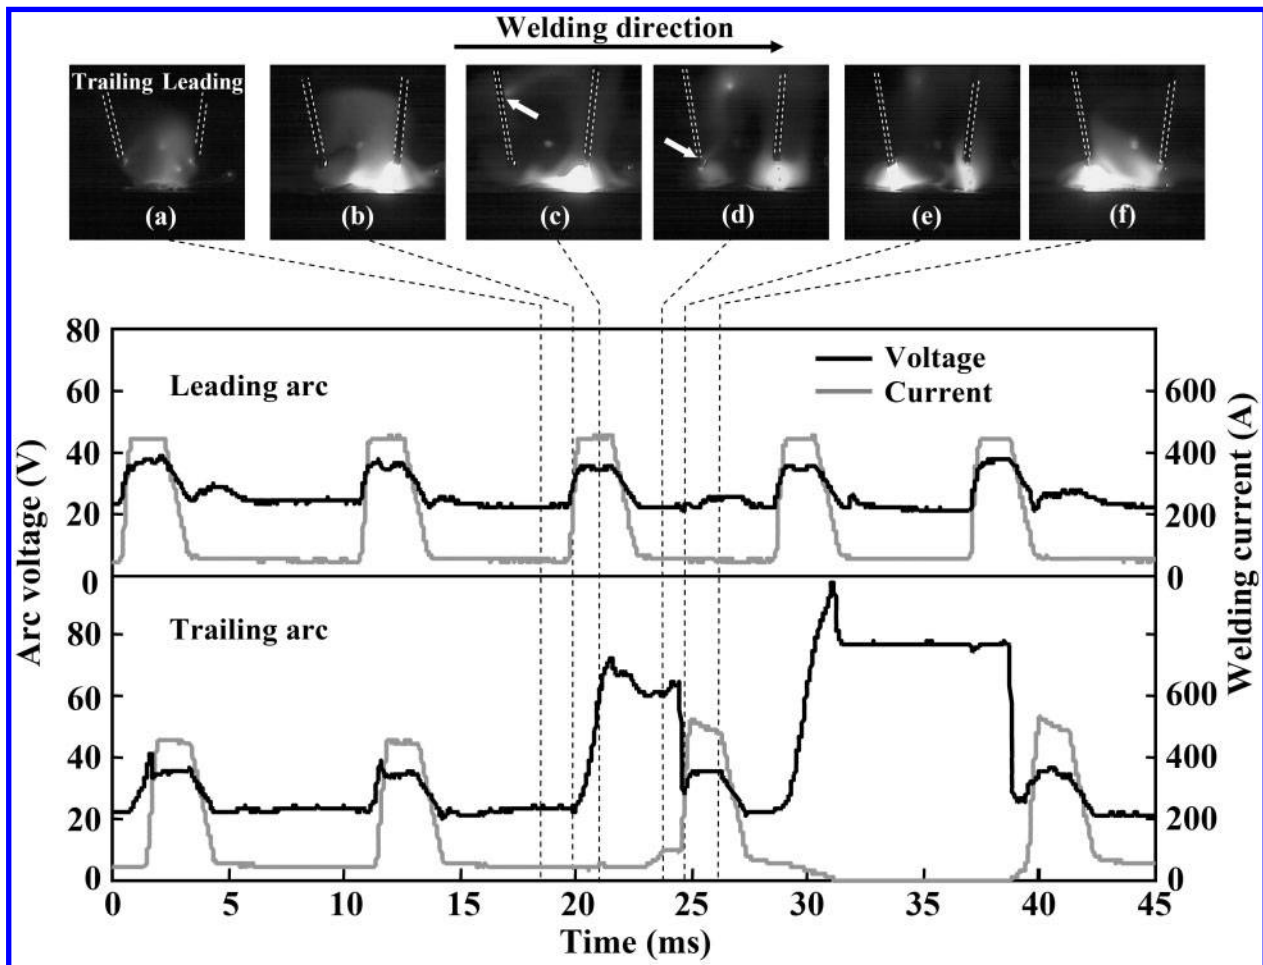 Welding direction
Trailing Leading
(a) (b) (c) (d) (e) (f)
80
60
40
20
0
Leading arc
Voltage
Current
600
400
200
0
Arc voltage (V)
Welding current (A)
Trailing arc
80
60
40
20
0
800
600
400
200
0
0 5 10 15 20 25 30 35 40 45
Time (ms)